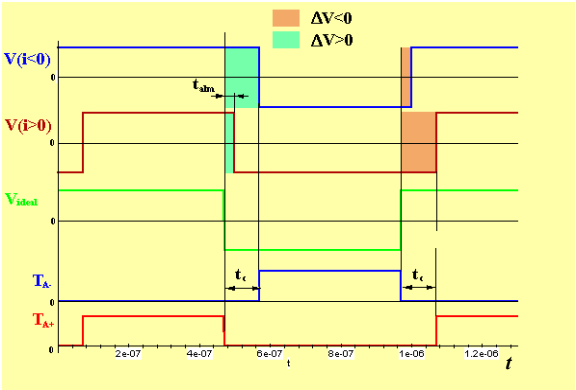 ΔV<0
ΔV>0
V(i<0)
0
t_alm
V(i>0)
0
V_ideal
0
t_c t_c
T_A-
0
T_A+
0
2e-07 4e-07 6e-07 8e-07 1e-06 1.2e-06
t t